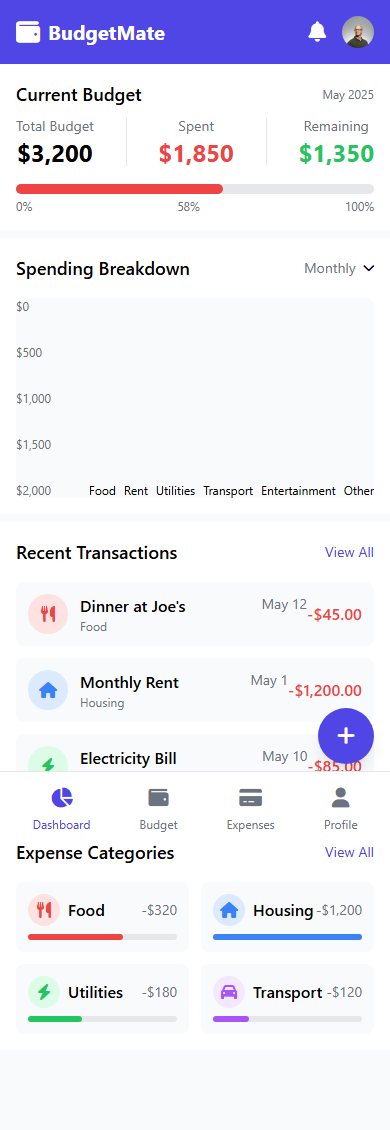 BudgetMate
Current Budget
May 2025
Total Budget
Spent
Remaining
$3,200
$1,850
$1,350
0%
58%
100%
Spending Breakdown
Monthly
$0
$500
$1,000
$1,500
$2,000
Food Rent Utilities Transport Entertainment Other
Recent Transactions
View All
Dinner at Joe's
Food
May 12
-$45.00
Monthly Rent
Housing
May 1
-$1,200.00
Electricity Bill
May 10
-$85.00
Dashboard
Budget
Expenses
Profile
Expense Categories
View All
Food
-$320
Housing
-$1,200
Utilities
-$180
Transport
-$120